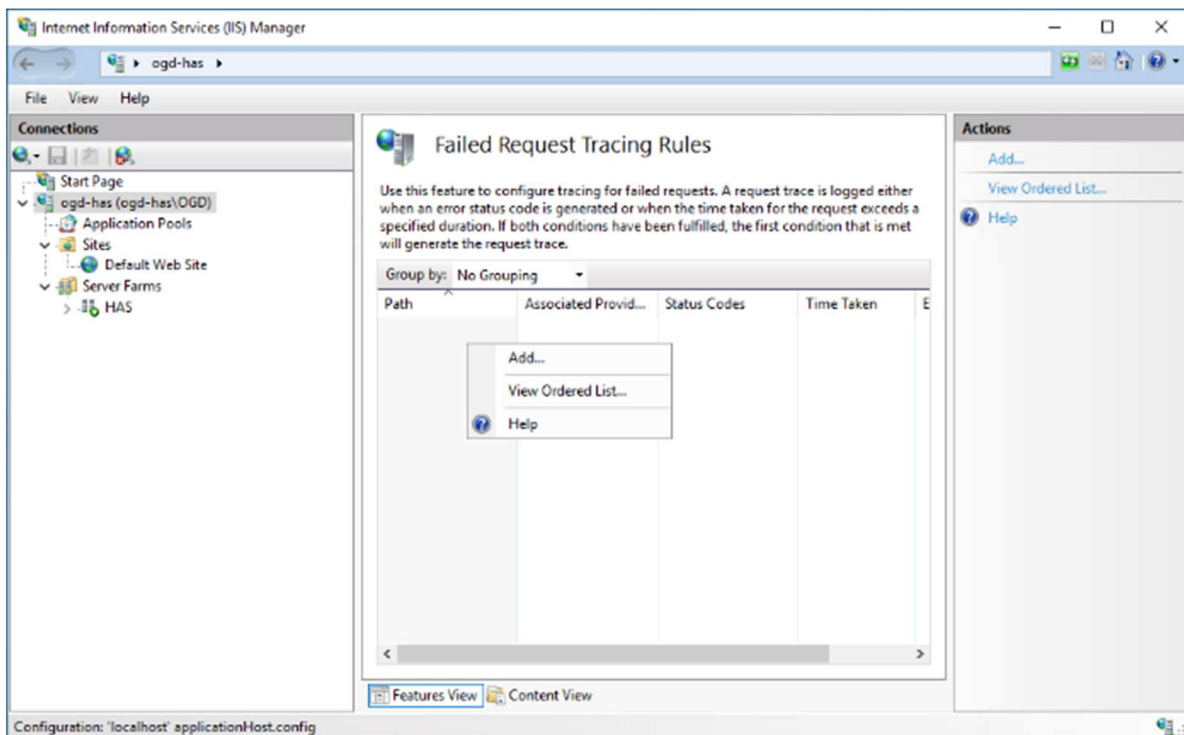 Internet Information Services (IIS) Manager
ogd-has
File View Help
Connections
Start Page
ogd-has (ogd-has\OGD)
Application Pools
Sites
Default Web Site
Server Farms
HAS
Failed Request Tracing Rules
Use this feature to configure tracing for failed requests. A request trace is logged either
when an error status code is generated or when the time taken for the request exceeds a
specified duration. If both conditions have been fulfilled, the first condition that is met
will generate the request trace.
Group by: No Grouping
Path Associated Provid... Status Codes Time Taken E
Add...
View Ordered List...
Help
Features View Content View
Actions
Add...
View Ordered List...
Help
Configuration: 'localhost' applicationHost.config